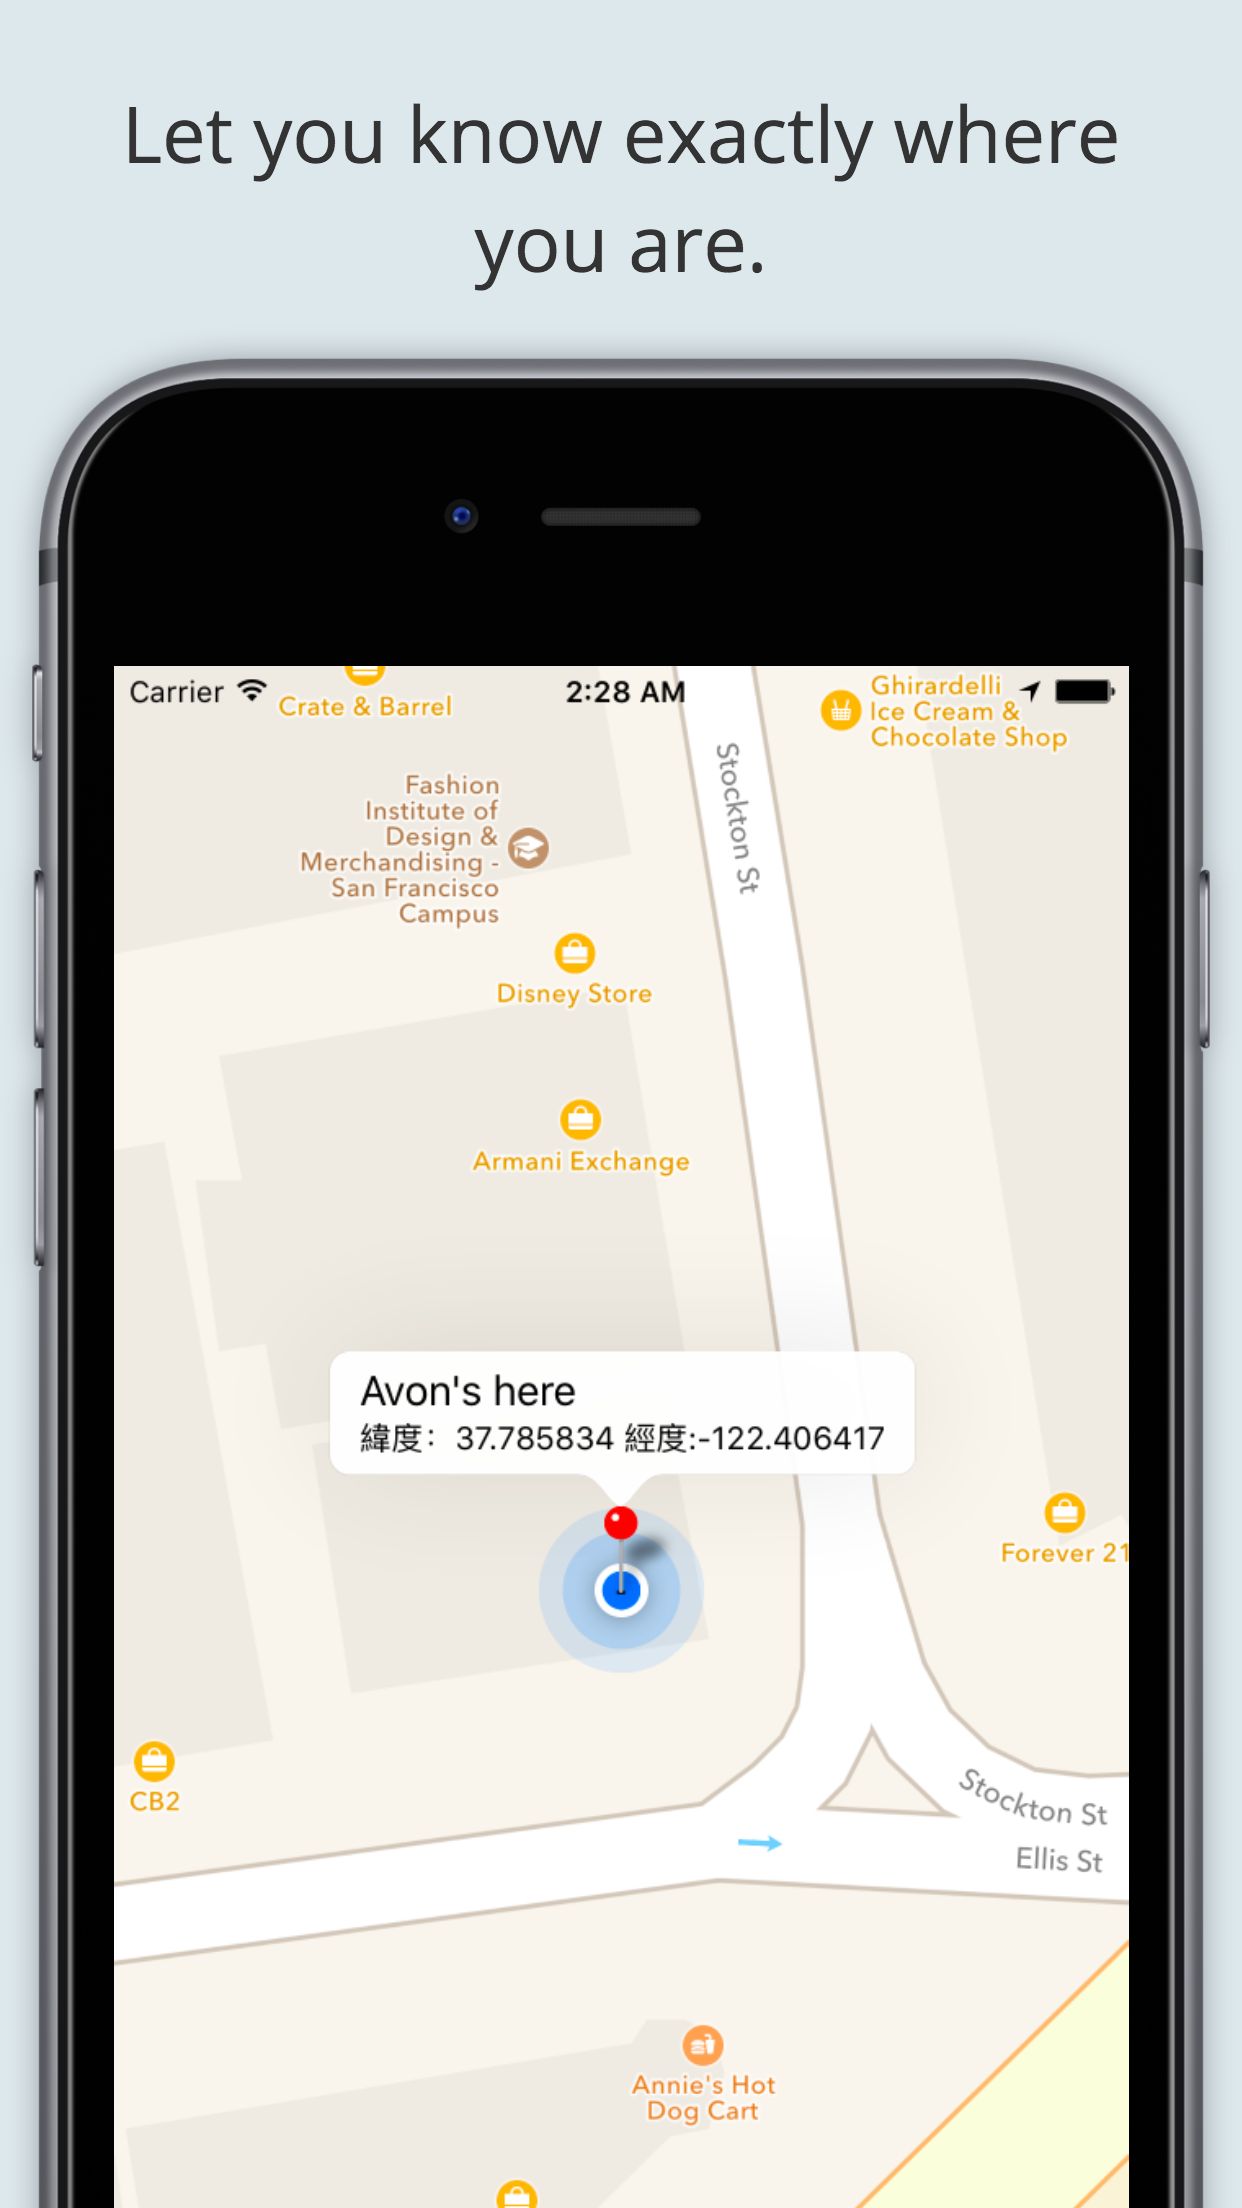 Let you know exactly where
you are.
Carrier
2:28 AM
Crate & Barrel
Ghirardelli
Ice Cream &
Chocolate Shop
Stockton St
Fashion
Institute of
Design &
Merchandising -
San Francisco
Campus
Disney Store
Armani Exchange
Avon's here
緯度：37.785834 經度:-122.406417
Forever 21
CB2
Stockton St
Ellis St
Annie's Hot
Dog Cart